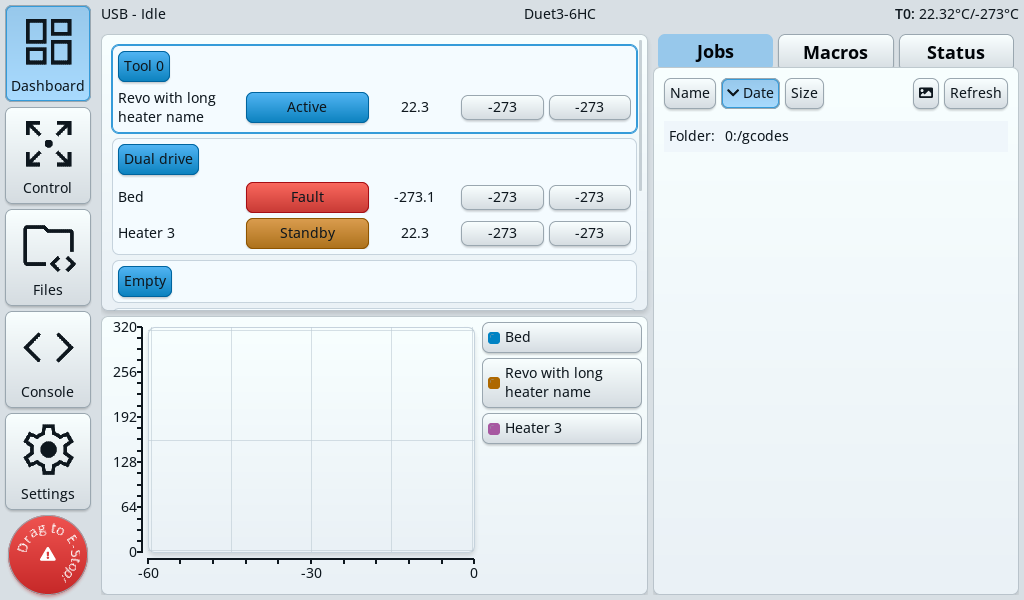 USB - Idle
Duet3-6HC
T0: 22.32°C/-273°C
Dashboard
Control
Files
Console
Settings
Drag to E-Stop!
Tool 0
Revo with long
heater name
Active
22.3
-273
-273
Dual drive
Bed
Fault
-273.1
-273
-273
Heater 3
Standby
22.3
-273
-273
Empty
320
256
192
128
64
0
-60
-30
0
Bed
Revo with long
heater name
Heater 3
Jobs
Macros
Status
Name
Date
Size
Refresh
Folder: 0:/gcodes